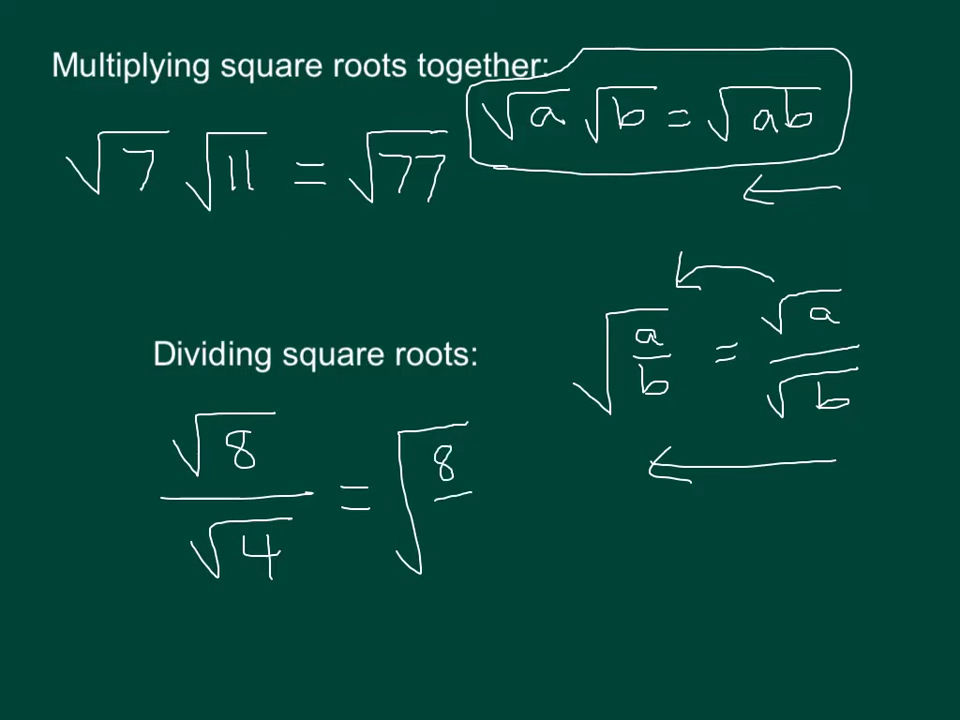 Multiplying square roots together:
√a √b = √ab
√7 √11 = √77
Dividing square roots:
√(a/b) = √a/√b
√8/√4 = √(8/